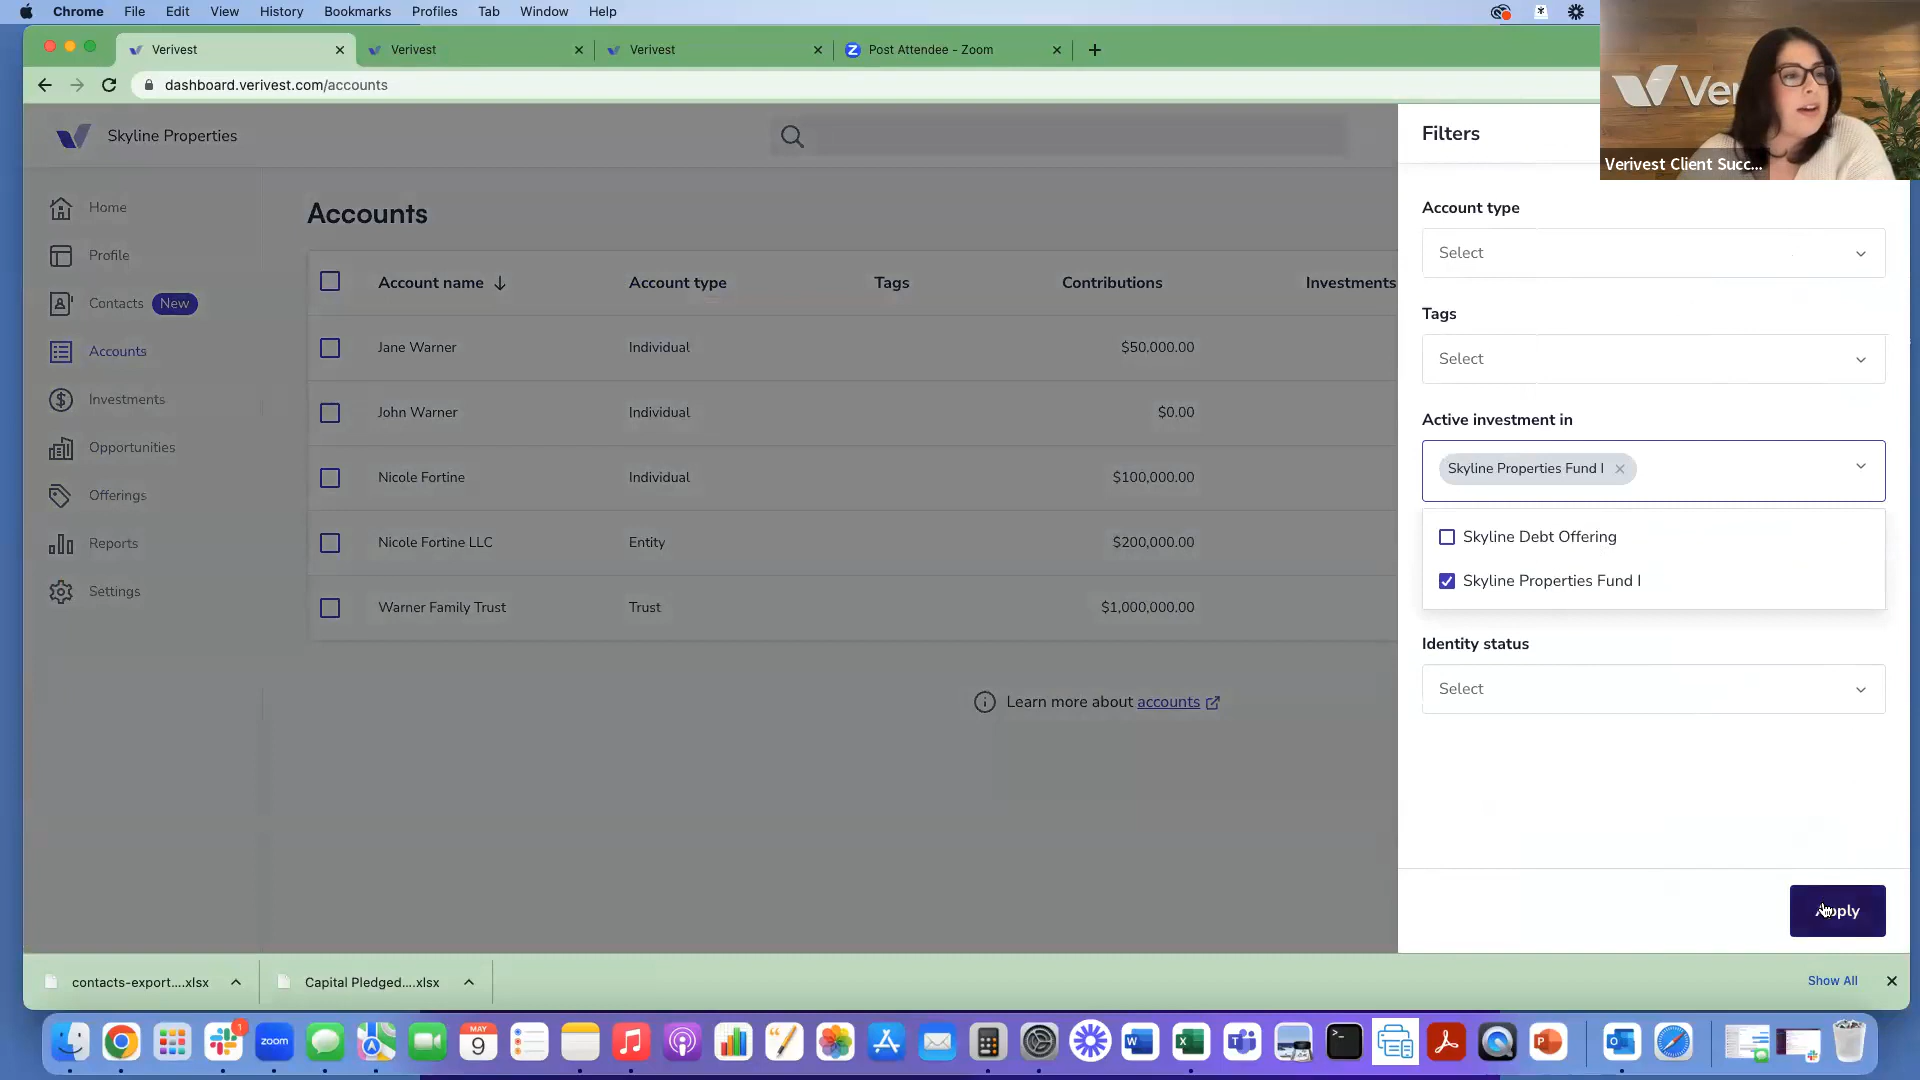 Chrome File Edit View History Bookmarks Profiles Tab Window Help
Verivest Verivest Verivest Post Attendee - Zoom
dashboard.verivest.com/accounts
Skyline Properties
Filters
Verivest Client Succ...
Home
Profile
Contacts New
Accounts
Investments
Opportunities
Offerings
Reports
Settings
Accounts
Account name Account type Tags Contributions Investments
Jane Warner Individual $50,000.00
John Warner Individual $0.00
Nicole Fortine Individual $100,000.00
Nicole Fortine LLC Entity $200,000.00
Warner Family Trust Trust $1,000,000.00
Learn more about accounts
Account type
Select
Tags
Select
Active investment in
Skyline Properties Fund I
Skyline Debt Offering
Skyline Properties Fund I
Identity status
Select
Apply
contacts-export....xlsx Capital Pledged....xlsx Show All
1
zoom
MAY
9